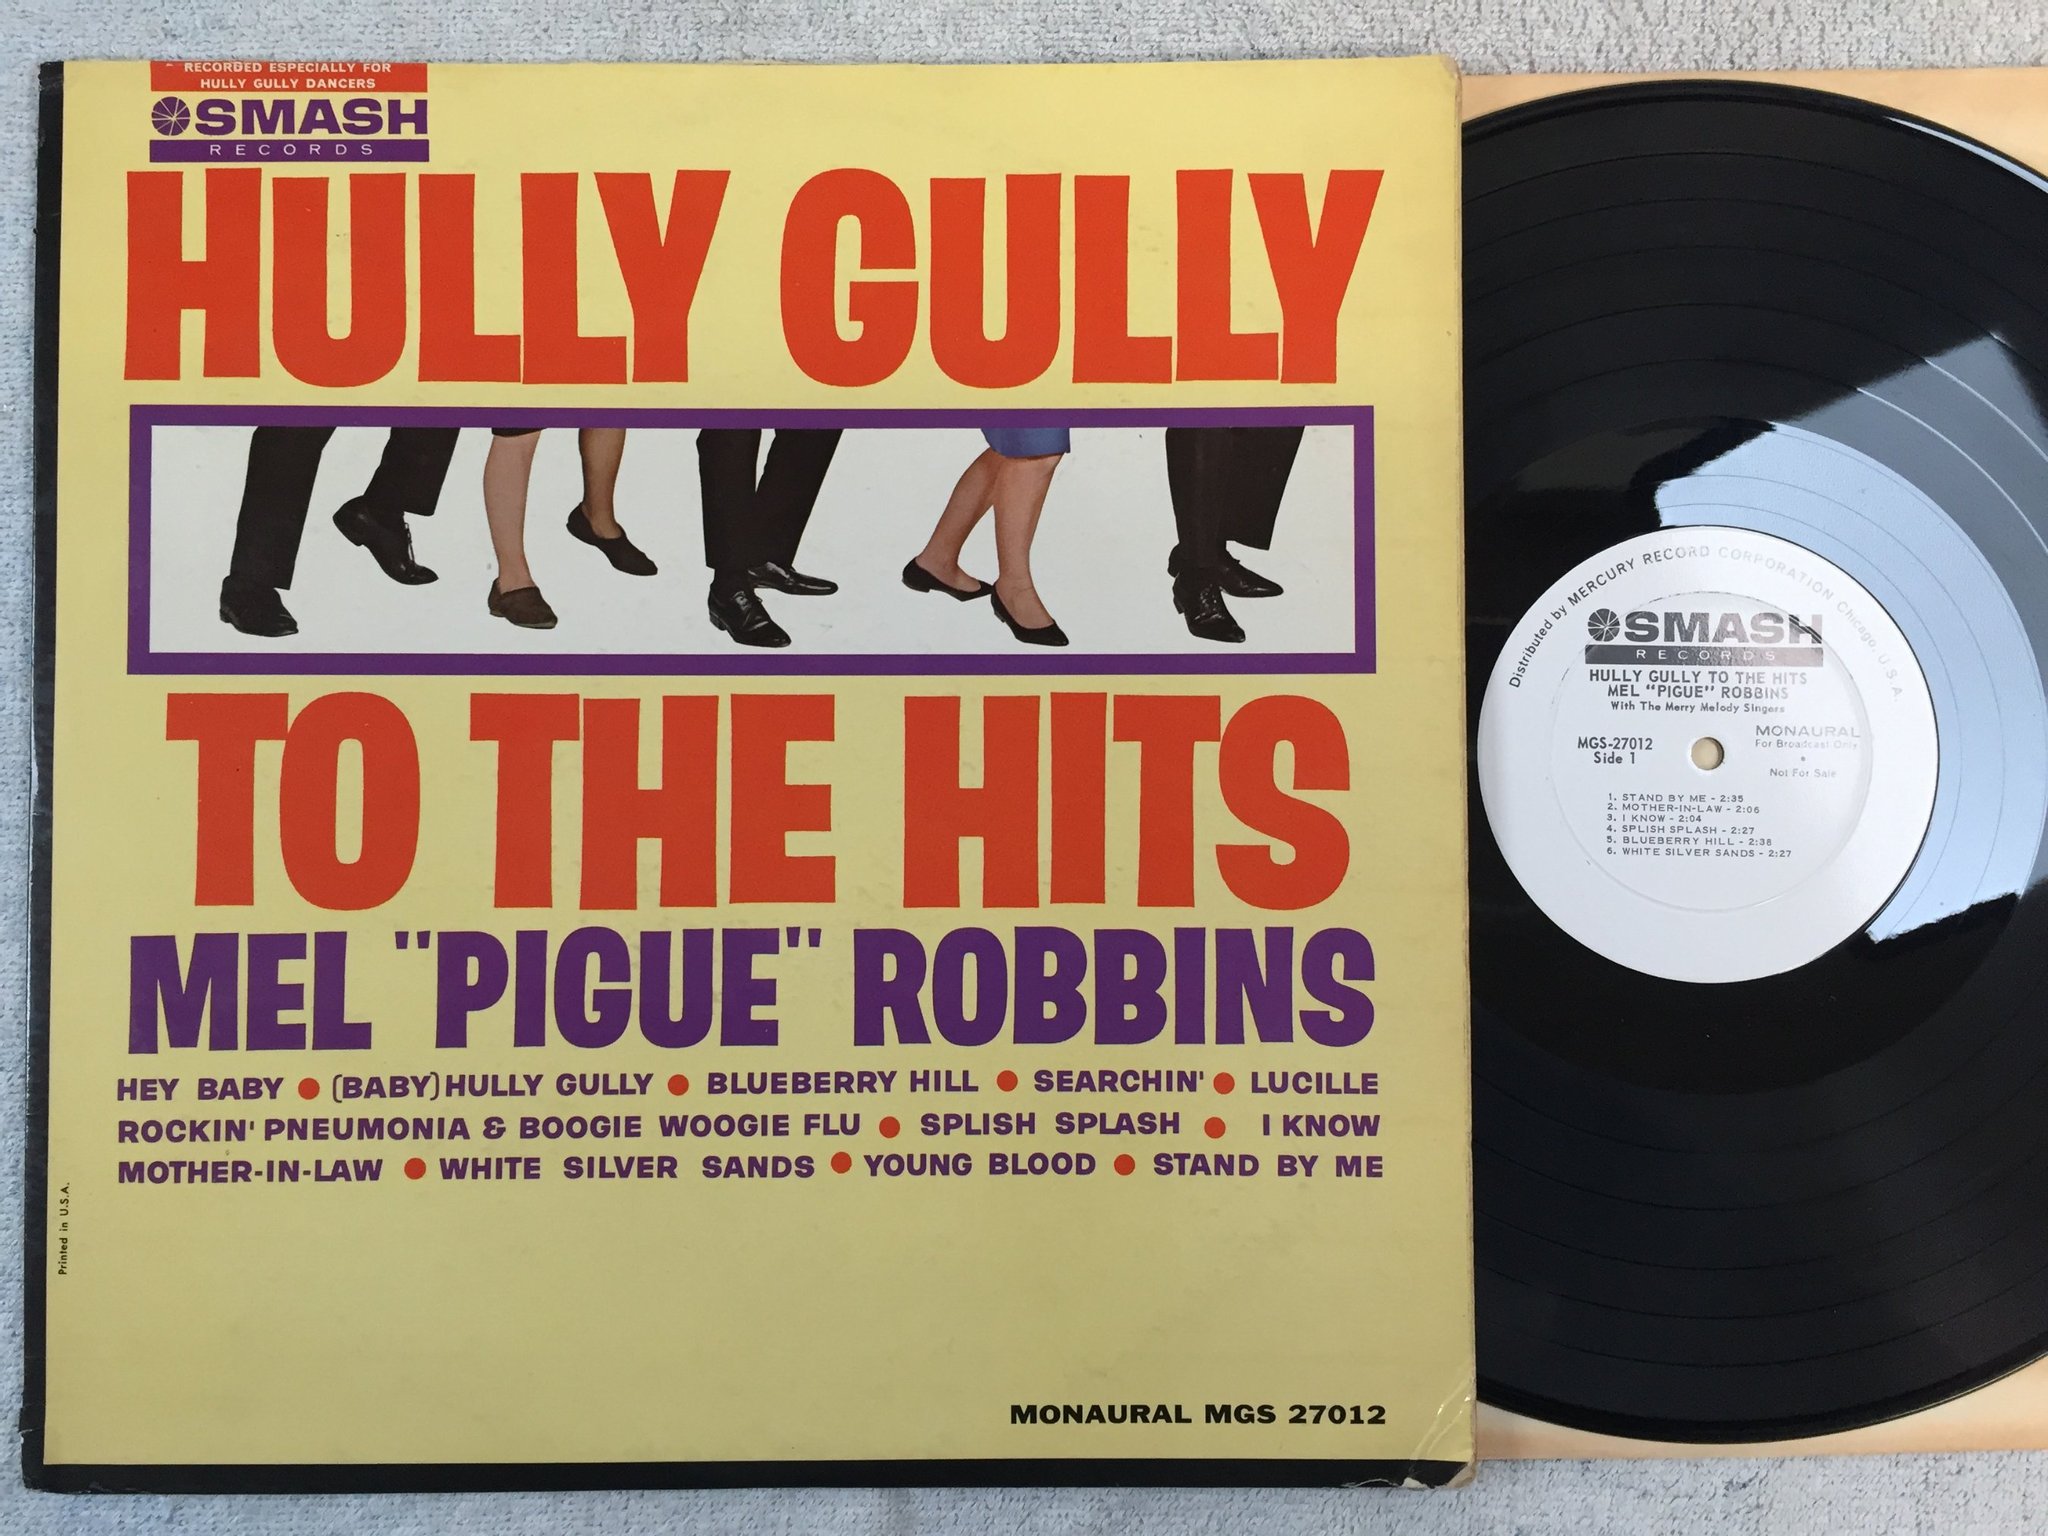 RECORDED ESPECIALLY FOR
HULLY GULLY DANCERS
SMASH
RECORDS
HULLY GULLY
TO THE HITS
MEL "PIGUE" ROBBINS
HEY BABY ● (BABY) HULLY GULLY ● BLUEBERRY HILL ● SEARCHIN' ● LUCILLE
ROCKIN' PNEUMONIA & BOOGIE WOOGIE FLU ● SPLISH SPLASH ● I KNOW
MOTHER-IN-LAW ● WHITE SILVER SANDS ● YOUNG BLOOD ● STAND BY ME
Printed in U.S.A.
MONAURAL MGS 27012
Distributed by MERCURY RECORD CORPORATION Chicago, U.S.A.
SMASH
RECORDS
HULLY GULLY TO THE HITS
MEL "PIGUE" ROBBINS
With The Merry Melody Singers
MGS-27012
Side 1
MONAURAL
For Broadcast Only
•
Not For Sale
1. STAND BY ME - 2:35
2. MOTHER-IN-LAW - 2:06
3. I KNOW - 2:04
4. SPLISH SPLASH - 2:27
5. BLUEBERRY HILL - 2:38
6. WHITE SILVER SANDS - 2:27